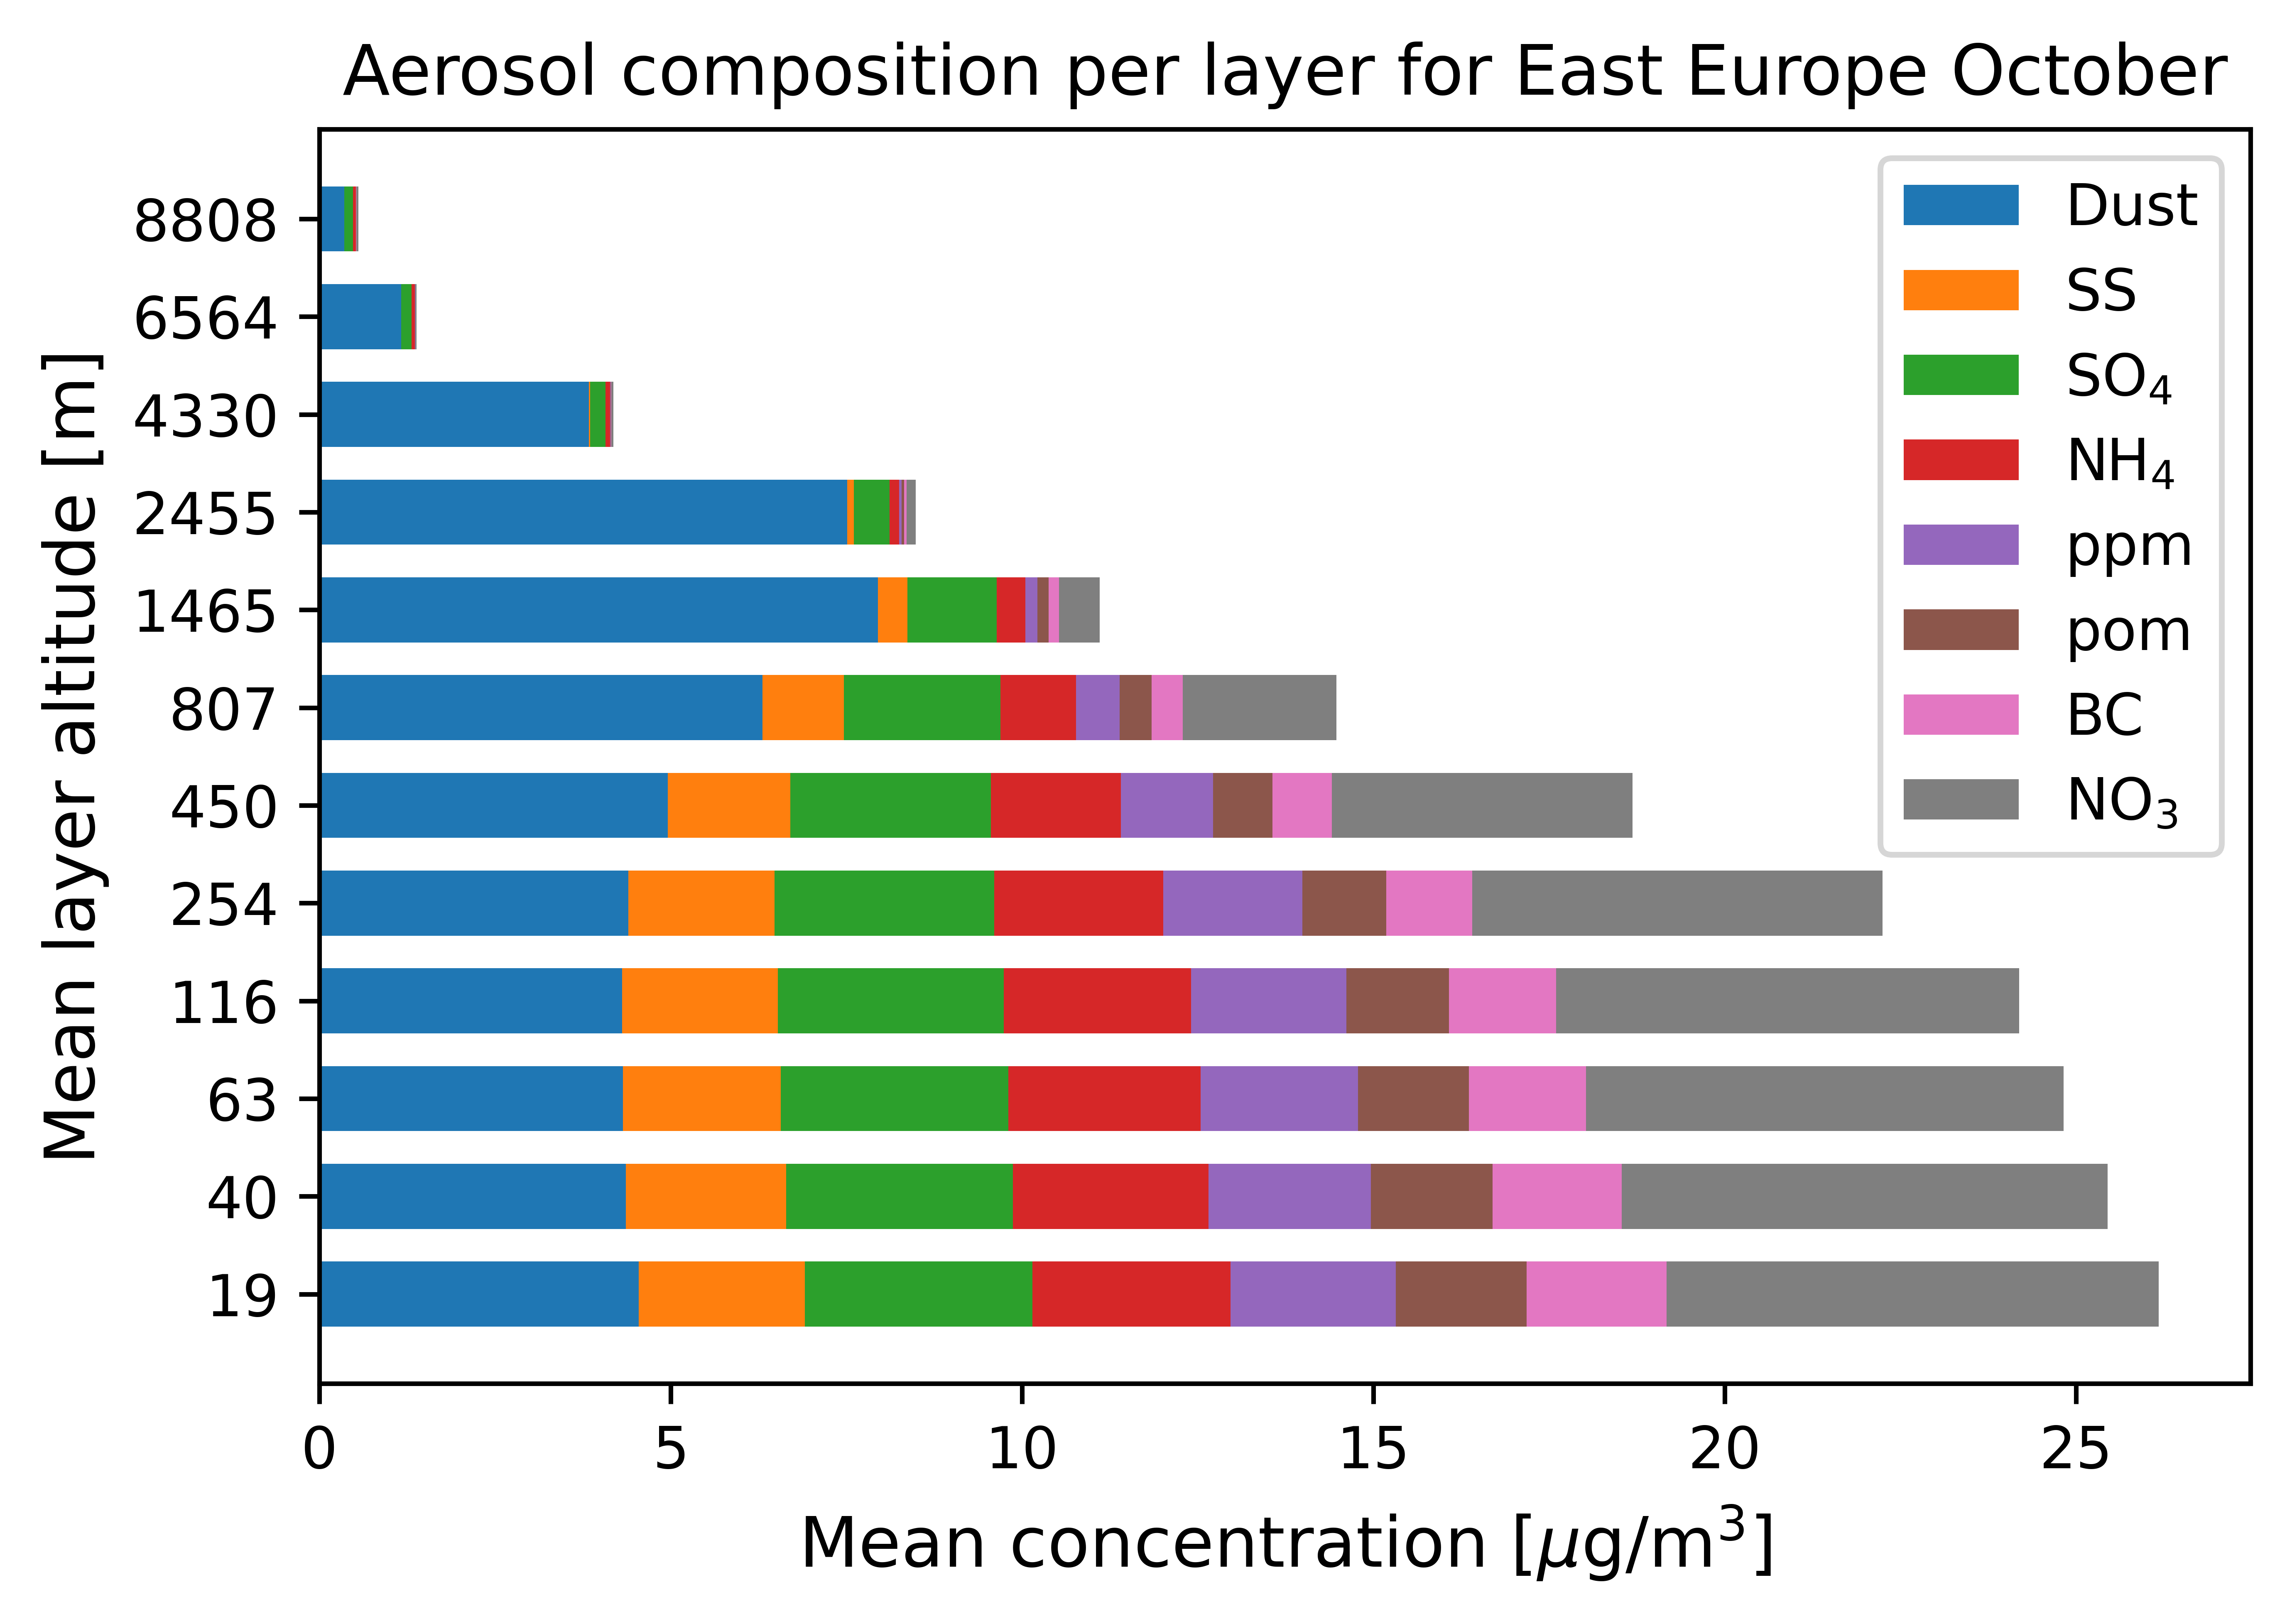 Aerosol composition per layer for East Europe October
Mean layer altitude [m]
8808
6564
4330
2455
1465
807
450
254
116
63
40
19
0 5 10 15 20 25
Mean concentration [μg/m³]
Dust
SS
SO₄
NH₄
ppm
pom
BC
NO₃